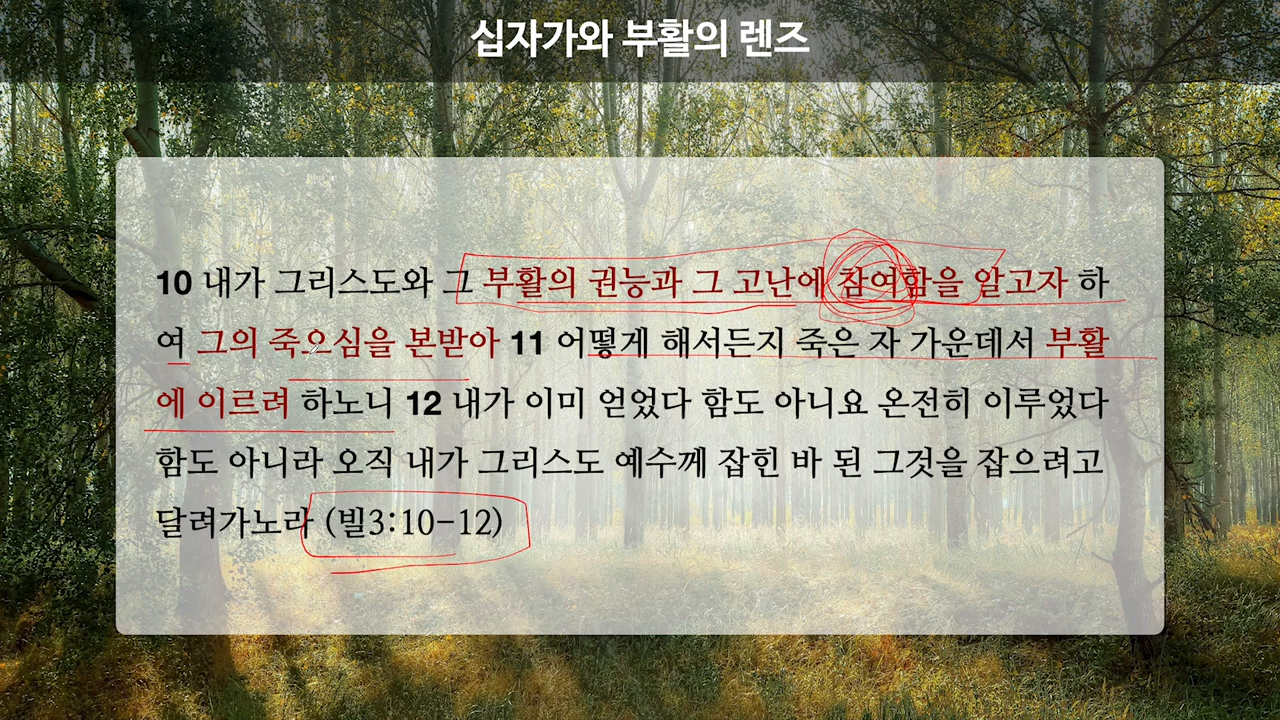 십자가와 부활의 렌즈
10 내가 그리스도와 그 부활의 권능과 그 고난에 참여함을 알고자 하
여 그의 죽으심을 본받아 11 어떻게 해서든지 죽은 자 가운데서 부활
에 이르려 하노니 12 내가 이미 얻었다 함도 아니요 온전히 이루었다
함도 아니라 오직 내가 그리스도 예수께 잡힌 바 된 그것을 잡으려고
달려가노라 (빌3:10-12)